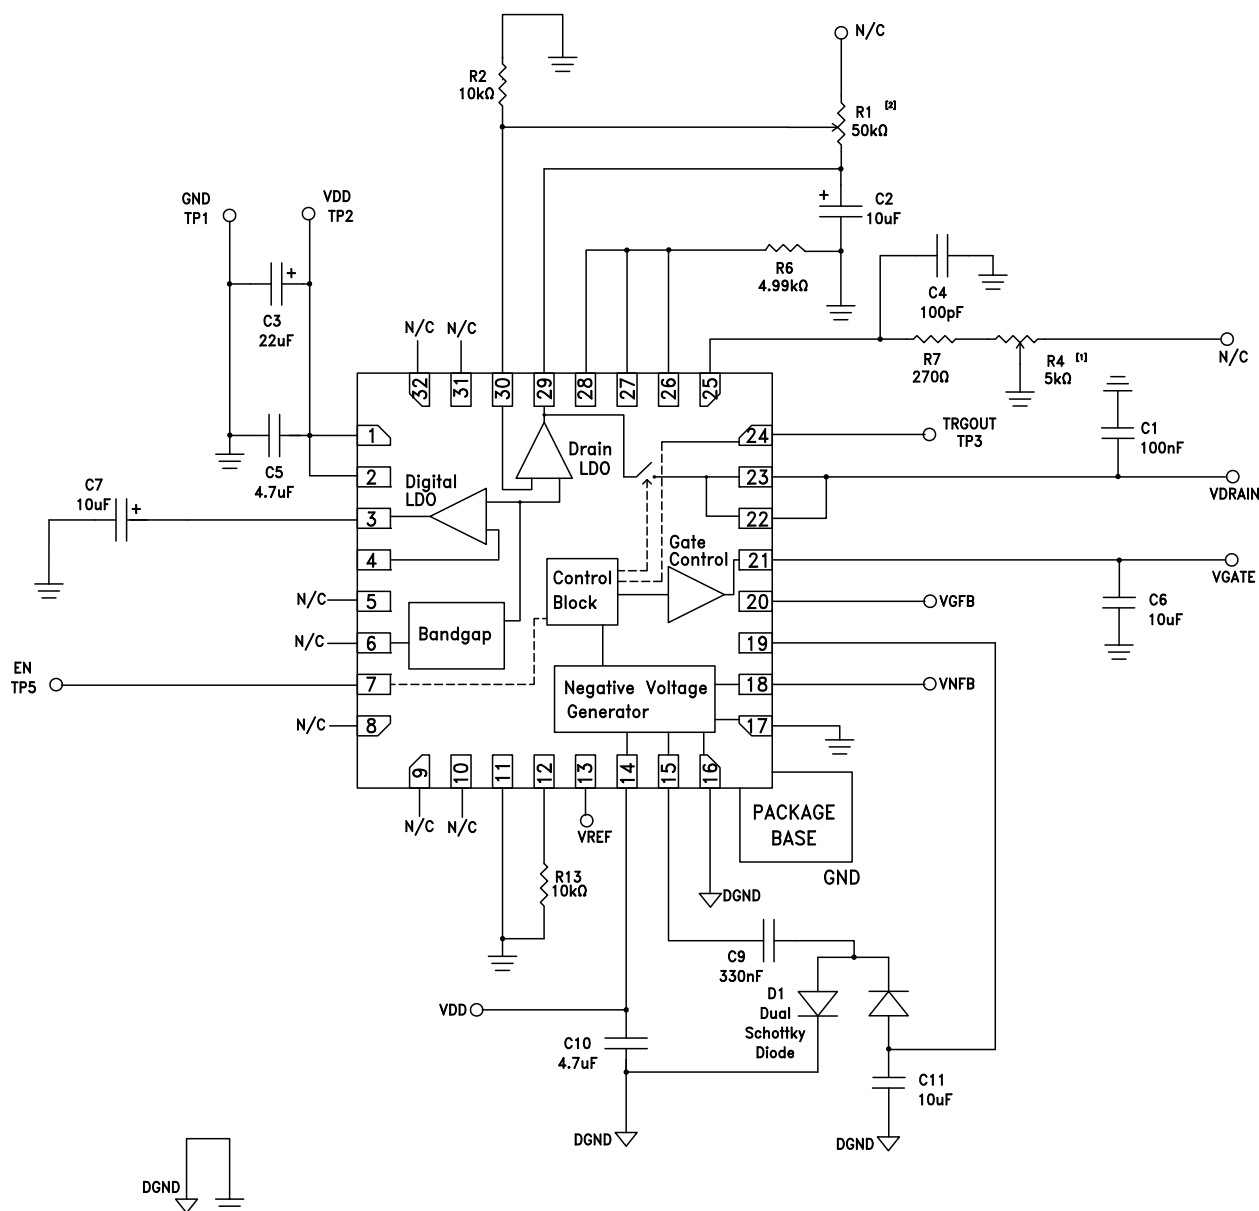 N/C
R2
10kΩ
R1 [2]
50kΩ
GND
TP1
VDD
TP2
+
C2
10uF
R6
4.99kΩ
C4
100pF
+
C3
22uF
N/C
N/C
R7
270Ω
R4 [1]
5kΩ
N/C
32
31
30
29
28
27
26
25
C1
100nF
TRGOUT
TP3
1
24
Drain
LDO
C5
4.7uF
2
Digital
LDO
23
VDRAIN
C7
10uF
+
3
22
4
Gate
Control
21
VGATE
N/C
5
Control
Block
20
VGFB
C6
10uF
N/C
6
Bandgap
19
EN
TP5
7
Negative Voltage
Generator
18
VNFB
N/C
8
17
9
10
11
12
13
14
15
16
N/C
N/C
VREF
PACKAGE
BASE
GND
R13
10kΩ
DGND
C9
330nF
VDD
D1
Dual
Schottky
Diode
C10
4.7uF
C11
10uF
DGND
DGND
DGND